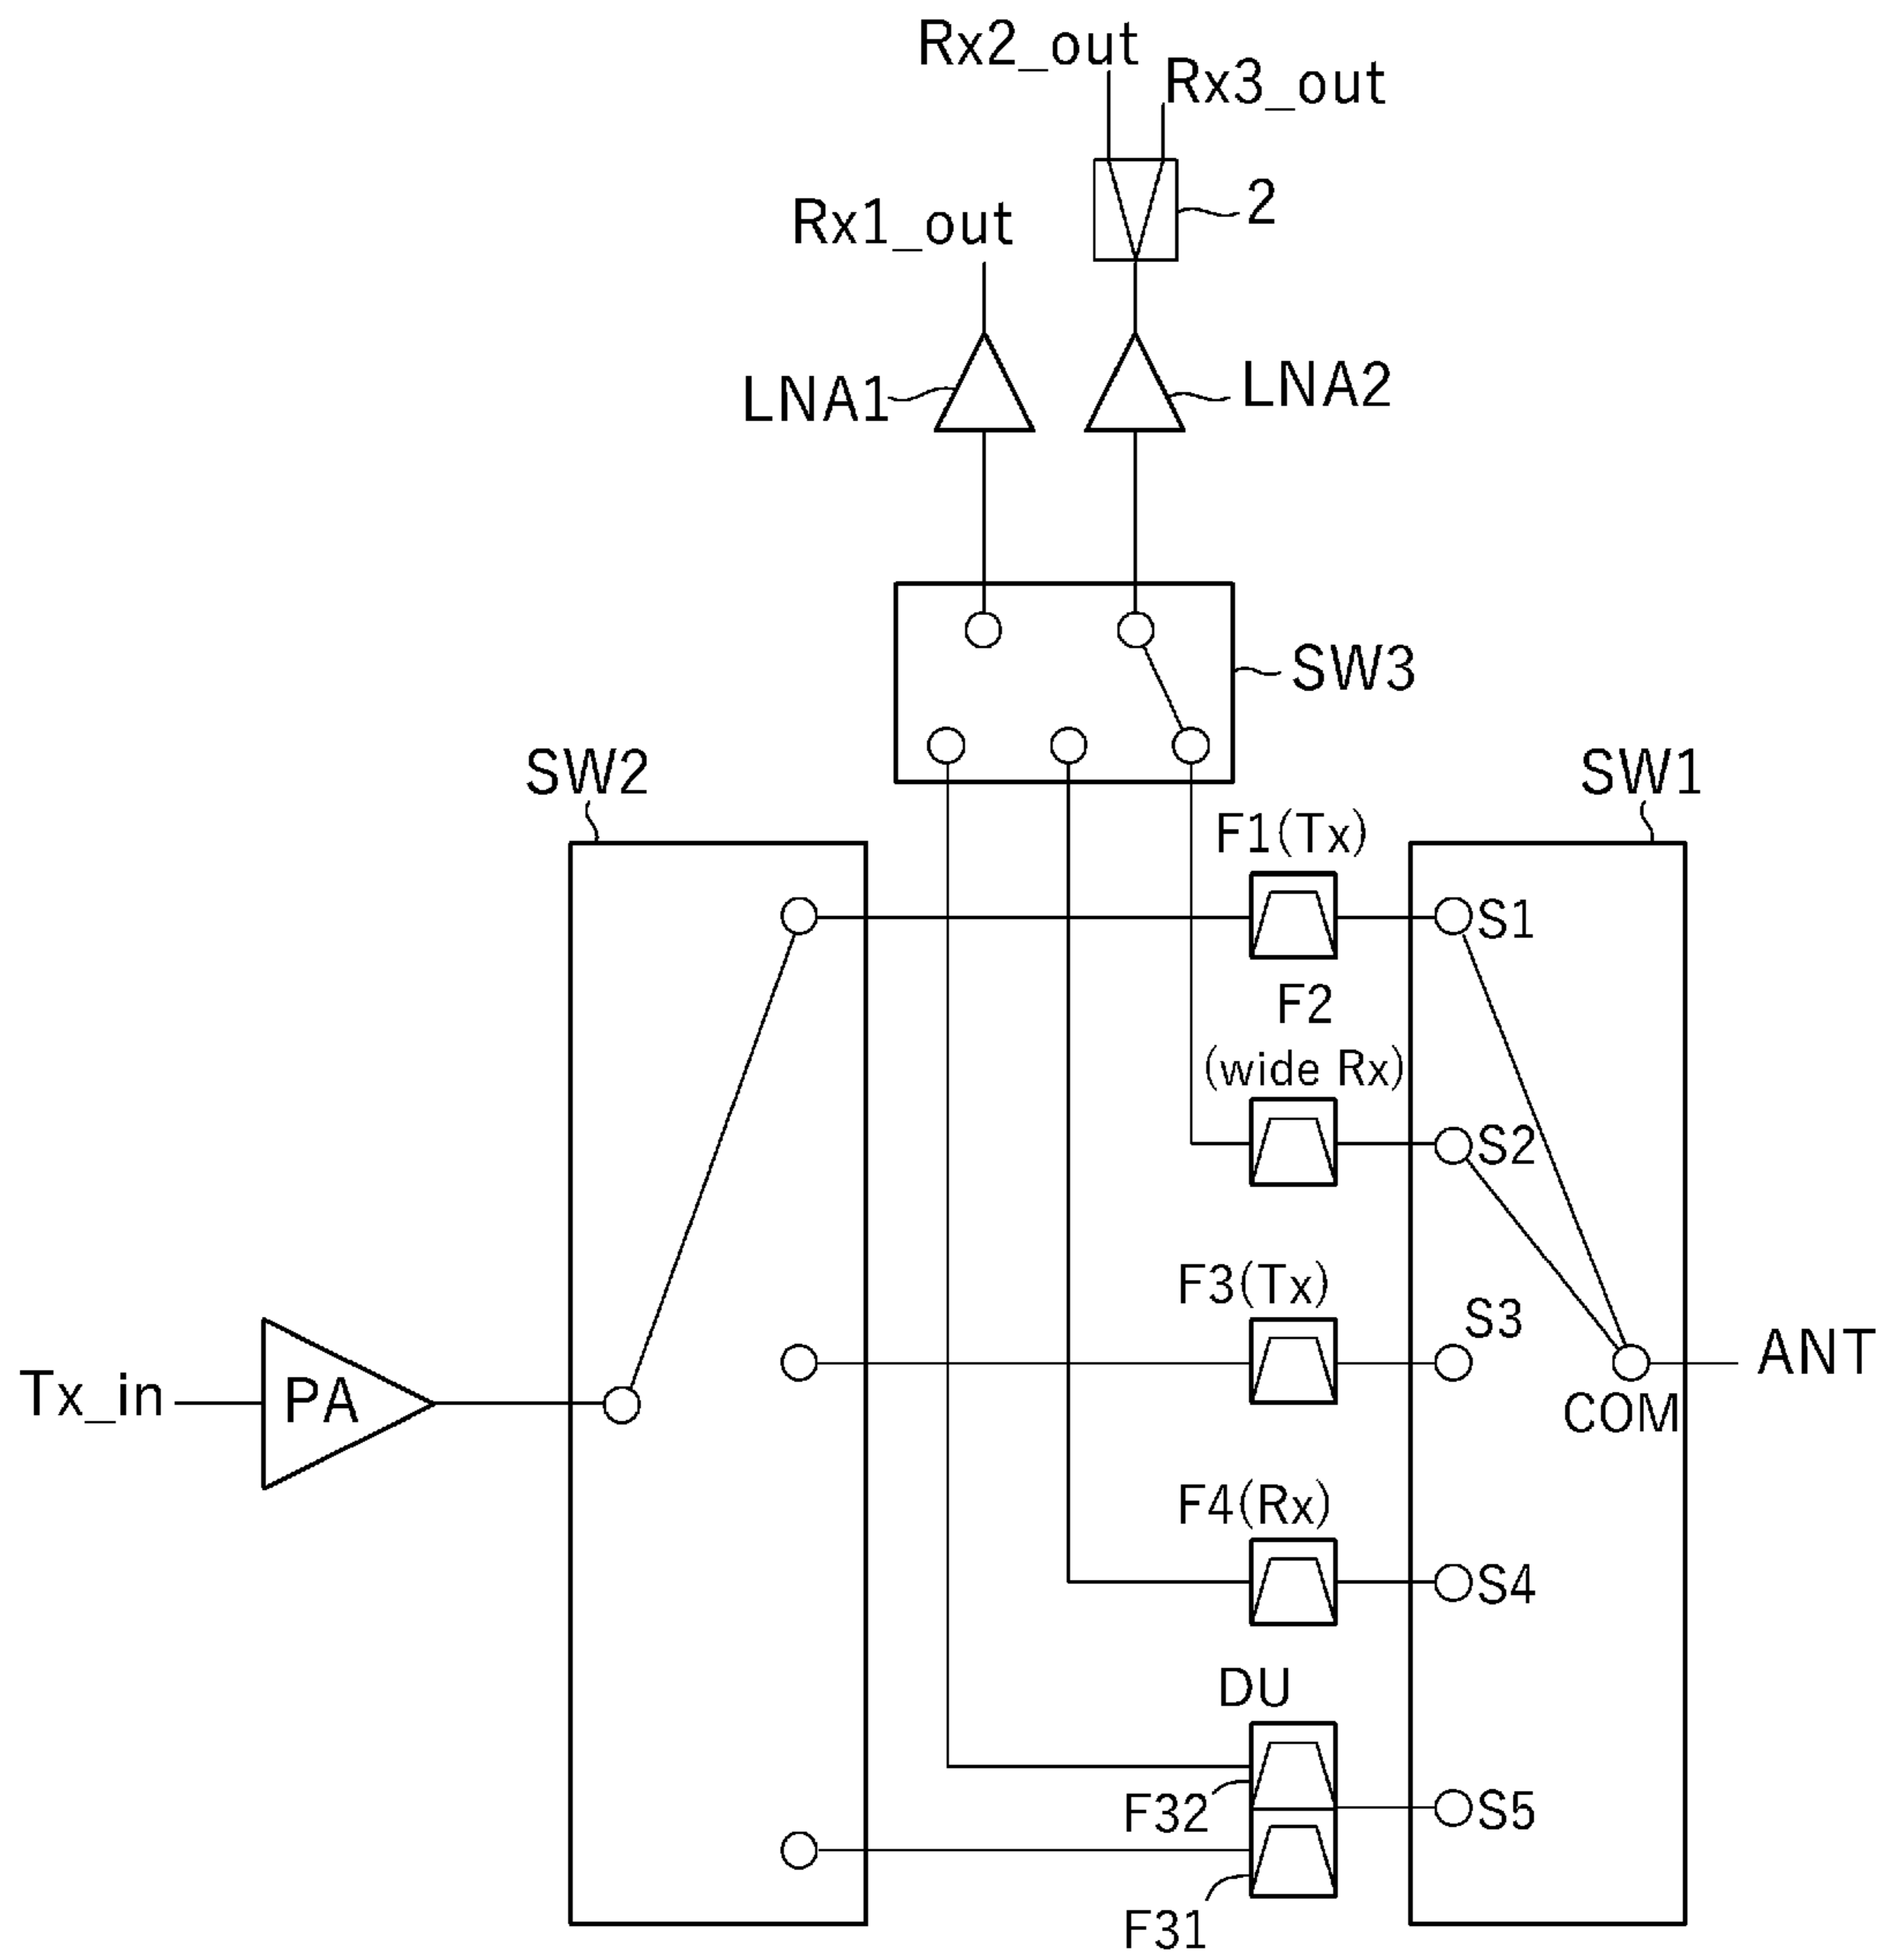 Rx2_out
Rx3_out
2
Rx1_out
LNA1
LNA2
SW3
SW2
SW1
F1(Tx)
S1
F2
(wide Rx)
S2
F3(Tx)
S3
ANT
Tx_in
PA
COM
F4(Rx)
S4
DU
F32
S5
F31